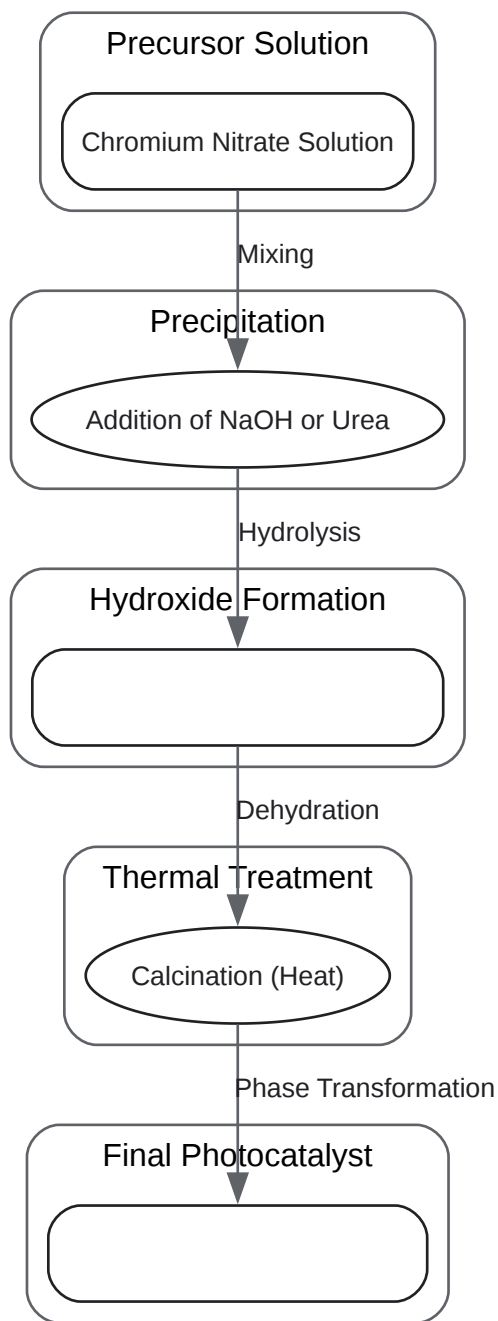 Precursor Solution
Chromium Nitrate Solution
Mixing
Precipitation
Addition of NaOH or Urea
Hydrolysis
Hydroxide Formation
Dehydration
Thermal Treatment
Calcination (Heat)
Phase Transformation
Final Photocatalyst